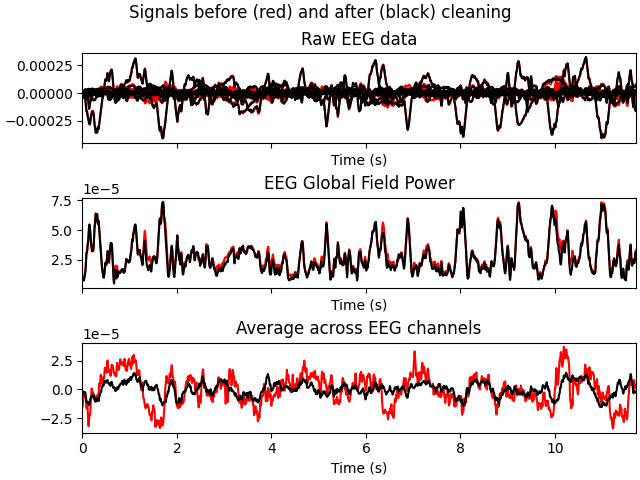 Signals before (red) and after (black) cleaning
Raw EEG data
0.00025
0.00000
−0.00025
Time (s)
EEG Global Field Power
1e−5
7.5
5.0
2.5
Time (s)
Average across EEG channels
1e−5
2.5
0.0
−2.5
0 2 4 6 8 10
Time (s)